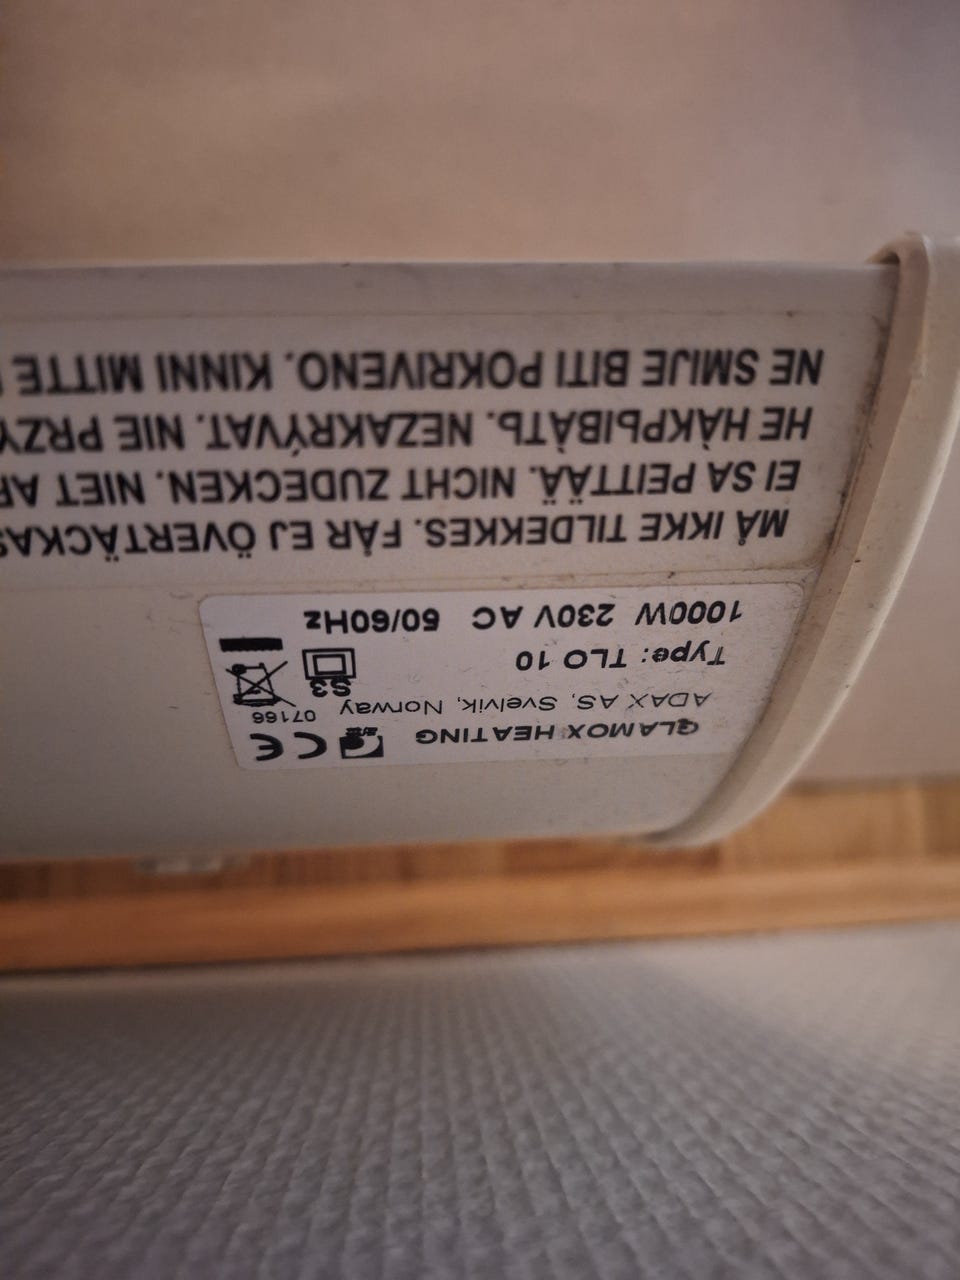 GLAMOX HEATING
ADAX AS, Svelvik, Norway 07166
Type: TLO 10 S3
1000W 230V AC 50/60Hz
CE
MÅ IKKE TILDEKKES. FÅR EJ ÖVERTÄCKAS
EI SA PEITTÄÄ. NICHT ZUDECKEN. NIET
НЕ НАКРЫВАТЬ. NEZAKRÝVAT. NIE
NE SMIJE BITI POKRIVENO. KINNI MITTE